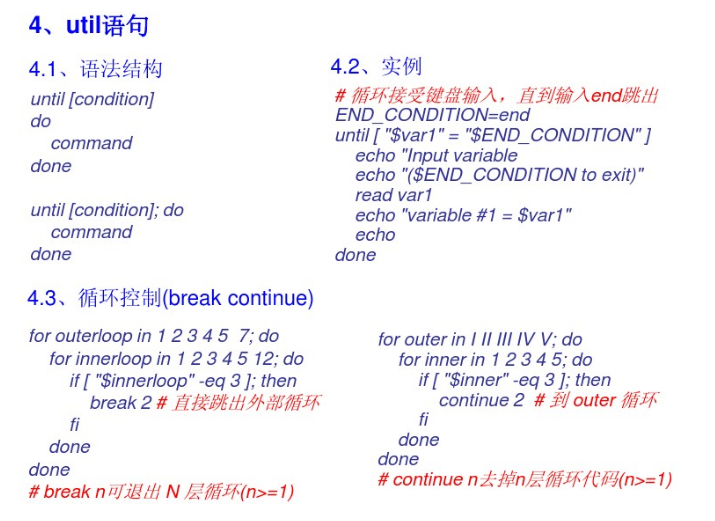 4、util语句
4.1、语法结构
until [condition]
do
command
done
until [condition]; do
command
done
4.2、实例
# 循环接受键盘输入，直到输入end跳出
END_CONDITION=end
until [ "$var1" = "$END_CONDITION" ]
echo "Input variable
echo "($END_CONDITION to exit)"
read var1
echo "variable #1 = $var1"
echo
done
4.3、循环控制(break continue)
for outerloop in 1 2 3 4 5  7; do
for innerloop in 1 2 3 4 5 12; do
if [ "$innerloop" -eq 3 ]; then
break 2 # 直接跳出外部循环
fi
done
done
# break n可退出 N 层循环(n>=1)
for outer in I II III IV V; do
for inner in 1 2 3 4 5; do
if [ "$inner" -eq 3 ]; then
continue 2  # 到 outer 循环
fi
done
done
# continue n去掉n层循环代码(n>=1)